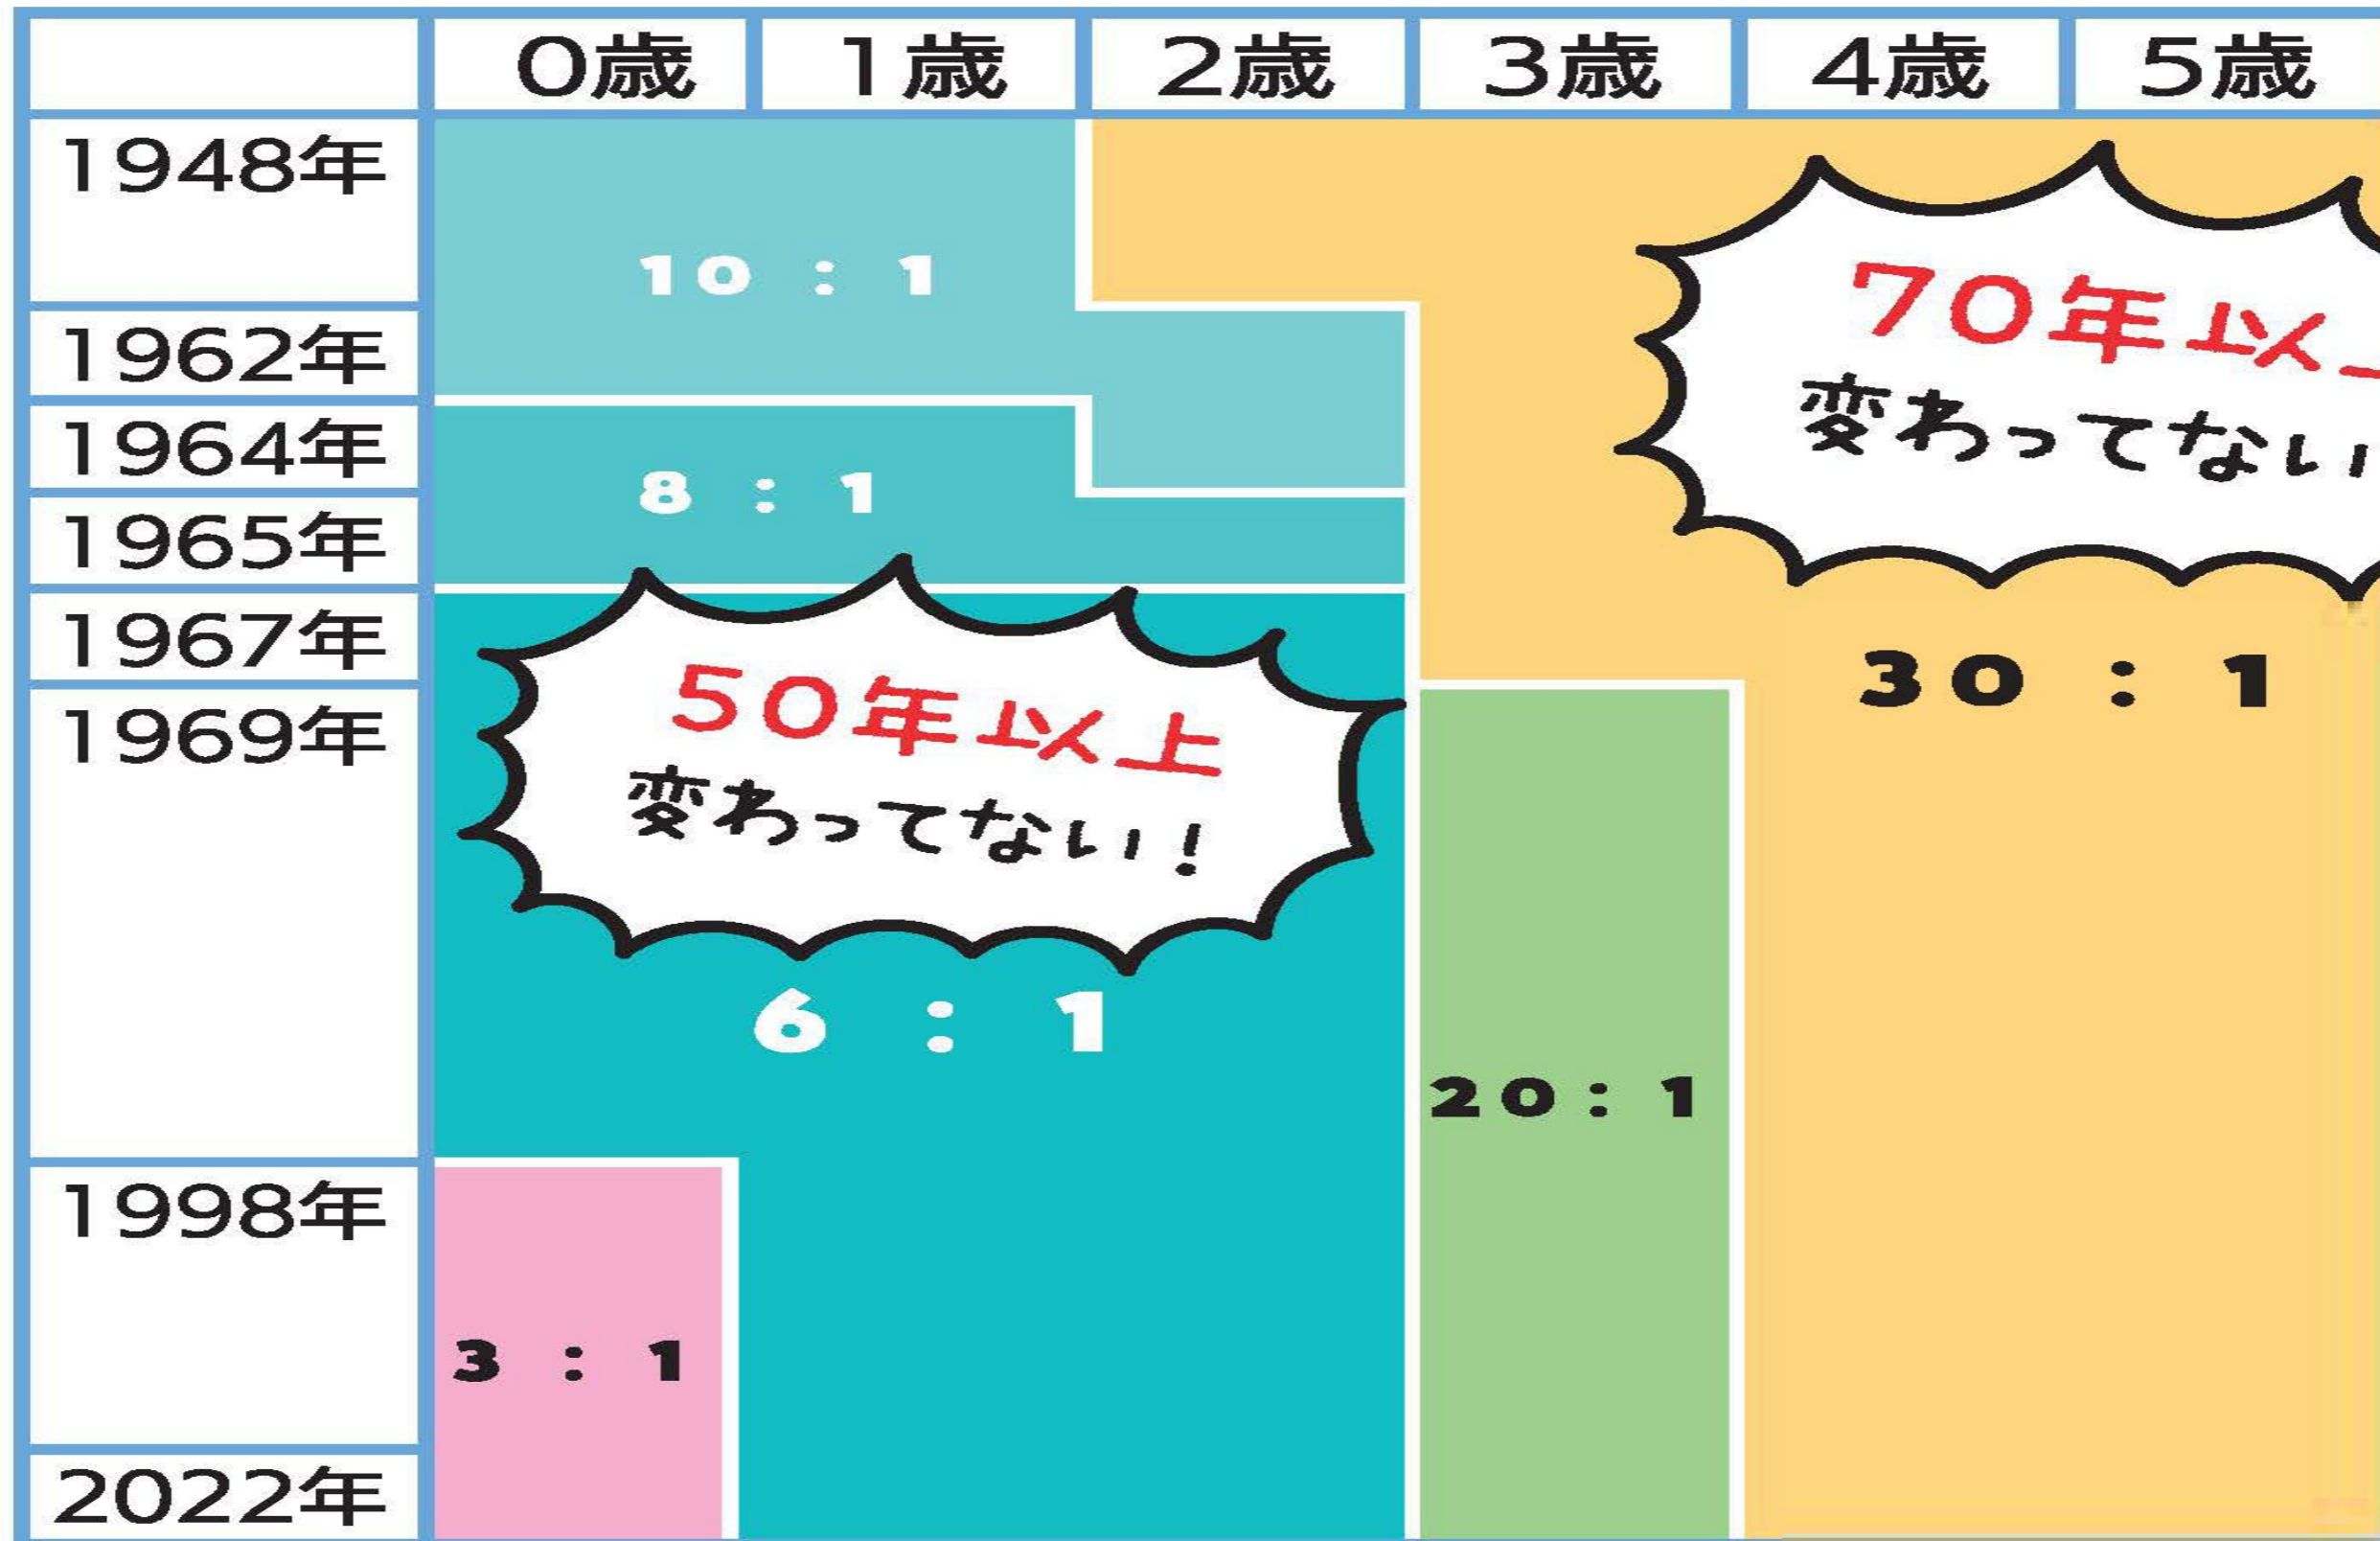 0歳 1歳 2歳 3歳 4歳 5歳
1948年
10 : 1
70年以
変わってない
1962年
1964年
8 : 1
1965年
1967年
30 : 1
1969年
50年以上
変わってない!
6 : 1
20 : 1
1998年
3 : 1
2022年